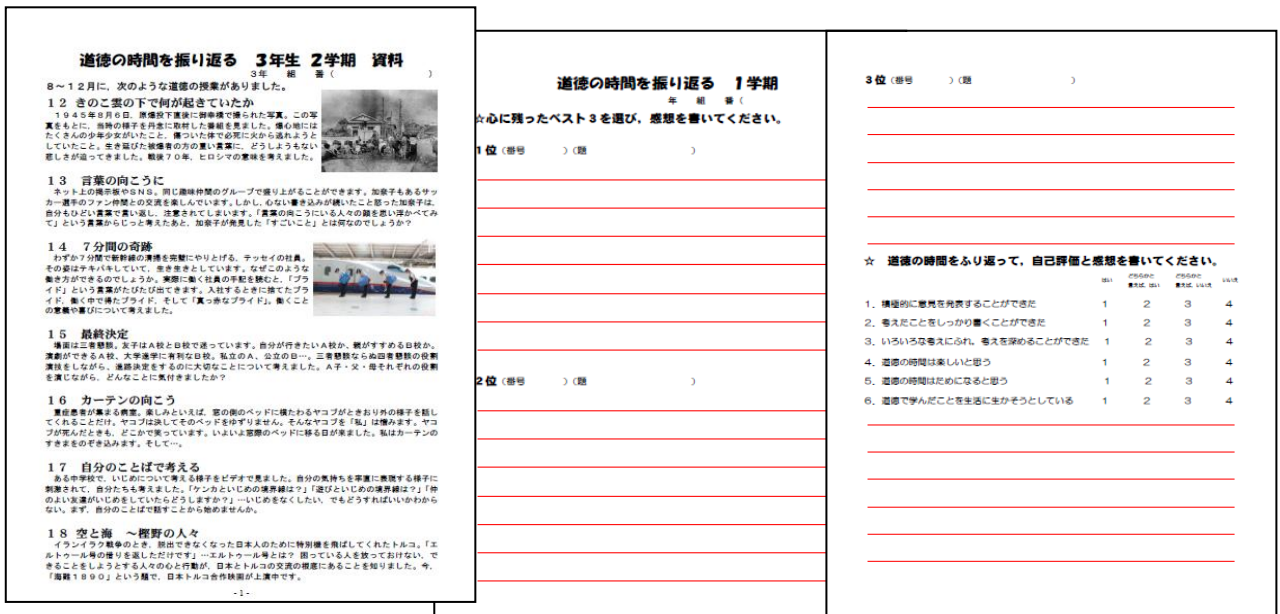 道徳の時間を振り返る 3年生 2学期 資料
3年 組 番( )
8～12月に、次のような道徳の授業がありました。
12 きのこ雲の下で何が起きていたか
1945年8月6日、原爆投下直後に御幸橋で撮られた写真。この写
真をもとに、当時の様子を丹念に取材した番組を見ました。爆心地には
たくさんの少年少女がいたこと、傷ついた体で必死に火から逃れようと
していたこと。生き延びた被爆者の方の重い言葉に、どうしようもない
悲しさが迫ってきました。戦後70年、ヒロシマの意味を考えました。
13 言葉の向こうに
ネット上の掲示板やSNS。同じ趣味仲間のグループで盛り上がることができます。加奈子もあるサッ
カー選手のファン仲間との交流を楽しんでいます。しかし、心ない書き込みが続いたこと怒った加奈子は、
自分もひどい言葉で言い返し、注意されてしまいます。「言葉の向こうにいる人々の顔を思い浮かべてみ
て」という言葉からじっと考えたあと、加奈子が発見した「すごいこと」とは何なのでしょうか？
14 7分間の奇跡
わずか7分間で新幹線の清掃を完璧にやりとげる、テッセイの社員。
その姿はテキパキしていて、生き生きとしています。なぜこのような
働き方ができるのでしょうか。実際に働く社員の手記を読むと、「プラ
イド」という言葉がたびたび出てきます。入社するときに捨てたプラ
イド、働く中で得たプライド、そして「真っ赤なプライド」。働くこと
の意義や喜びについて考えました。
15 最終決定
場面は三者懇談。友子はA校とB校で迷っています。自分が行きたいA校か、親がすすめるB校か。
演劇ができるA校、大学進学に有利なB校。私立のA、公立のB…。三者懇談ならぬ四者懇談の役割
演技をしながら、進路決定をするのに大切なことについて考えました。A子・父・母それぞれの役割
を演じながら、どんなことに気付きましたか？
16 カーテンの向こう
重症患者が集まる病室。楽しみといえば、窓の側のベッドに横たわるヤコブがときおり外の様子を話し
てくれることだけ。ヤコブは決してそのベッドをゆずりません。そんなヤコブを「私」は憎みます。ヤコ
ブが死んだときも、どこかで笑っています。いよいよ窓際のベッドに移る日が来ました。私はカーテンの
すきまをのぞき込みます。そして…。
17 自分のことばで考える
ある中学校で、いじめについて考える様子をビデオで見ました。自分の気持ちを率直に表現する様子に
刺激されて、自分たちも考えました。「ケンカといじめの境界線は？」「遊びといじめの境界線は？」「仲
のよい友達がいじめをしていたらどうしますか？」…いじめをなくしたい、でもどうすればいいかわから
ない。まず、自分のことばで話すことから始めませんか。
18 空と海 ～樫野の人々
イランイラク戦争のとき、脱出できなくなった日本人のために特別機を飛ばしてくれたトルコ。「エ
ルトゥール号の借りを返しただけです」…エルトゥール号とは？ 困っている人を放っておけない、で
きることをしようとする人々の心と行動が、日本とトルコの交流の根底にあることを知りました。今、
「海難1890」という題で、日本トルコ合作映画が上演中です。
-1-
道徳の時間を振り返る 1学期
年 組 番(
☆心に残ったベスト3を選び、感想を書いてください。
1位（番号 ）（題 ）
2位（番号 ）（題 ）
3位（番号 ）（題 ）
☆ 道徳の時間をふり返って、自己評価と感想を書いてください。
はい どちらかと言えば、はい どちらかと言えば、いいえ いいえ
1．積極的に意見を発表することができた 1 2 3 4
2．考えたことをしっかり書くことができた 1 2 3 4
3．いろいろな考えにふれ、考えを深めることができた 1 2 3 4
4．道徳の時間は楽しいと思う 1 2 3 4
5．道徳の時間はためになると思う 1 2 3 4
6．道徳で学んだことを生活に生かそうとしている 1 2 3 4